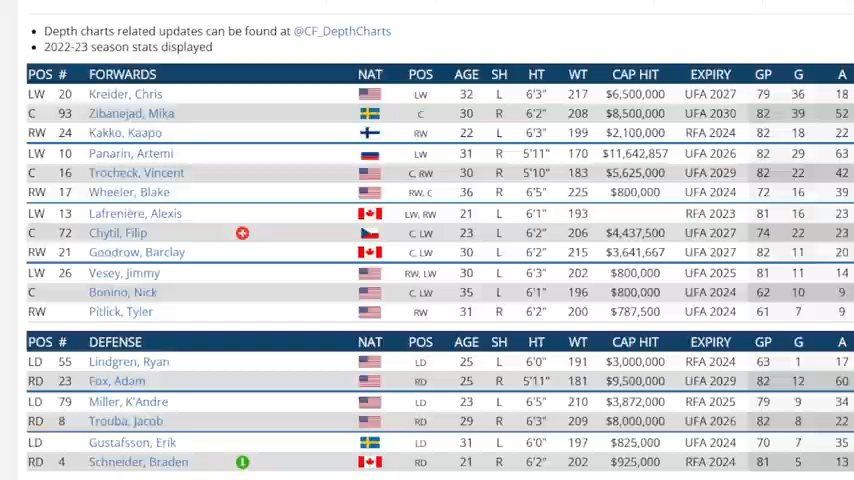 Depth charts related updates can be found at @CF_DepthCharts
2022-23 season stats displayed
POS # FORWARDS NAT POS AGE SH HT WT CAP HIT EXPIRY GP G A
LW 20 Kreider, Chris LW 32 L 6'3" 217 $6,500,000 UFA 2027 79 36 18
C 93 Zibanejad, Mika C 30 R 6'2" 208 $8,500,000 UFA 2030 82 39 52
RW 24 Kakko, Kaapo RW 22 L 6'3" 199 $2,100,000 RFA 2024 82 18 22
LW 10 Panarin, Artemi LW 31 R 5'11" 170 $11,642,857 UFA 2026 82 29 63
C 16 Trocheck, Vincent C, RW 30 R 5'10" 183 $5,625,000 UFA 2029 82 22 42
RW 17 Wheeler, Blake RW, C 36 R 6'5" 225 $800,000 UFA 2024 72 16 39
LW 13 Lafrenière, Alexis LW, RW 21 L 6'1" 193 RFA 2023 81 16 23
C 72 Chytil, Filip C, LW 23 L 6'2" 206 $4,437,500 UFA 2027 74 22 23
RW 21 Goodrow, Barclay C, LW 30 L 6'2" 215 $3,641,667 UFA 2027 82 11 20
LW 26 Vesey, Jimmy RW, LW 30 L 6'3" 202 $800,000 UFA 2025 81 11 14
C Bonino, Nick C, LW 35 L 6'1" 196 $800,000 UFA 2024 62 10 9
RW Pitlick, Tyler RW 31 R 6'2" 200 $787,500 UFA 2024 61 7 9
POS # DEFENSE NAT POS AGE SH HT WT CAP HIT EXPIRY GP G A
LD 55 Lindgren, Ryan LD 25 L 6'0" 191 $3,000,000 RFA 2024 63 1 17
RD 23 Fox, Adam RD 25 R 5'11" 181 $9,500,000 UFA 2029 82 12 60
LD 79 Miller, K'Andre LD 23 L 6'5" 210 $3,872,000 RFA 2025 79 9 34
RD 8 Trouba, Jacob RD 29 R 6'3" 209 $8,000,000 UFA 2026 82 8 22
LD Gustafsson, Erik LD 31 L 6'0" 197 $825,000 UFA 2024 70 7 35
RD 4 Schneider, Braden L RD 21 R 6'2" 202 $925,000 RFA 2024 81 5 13